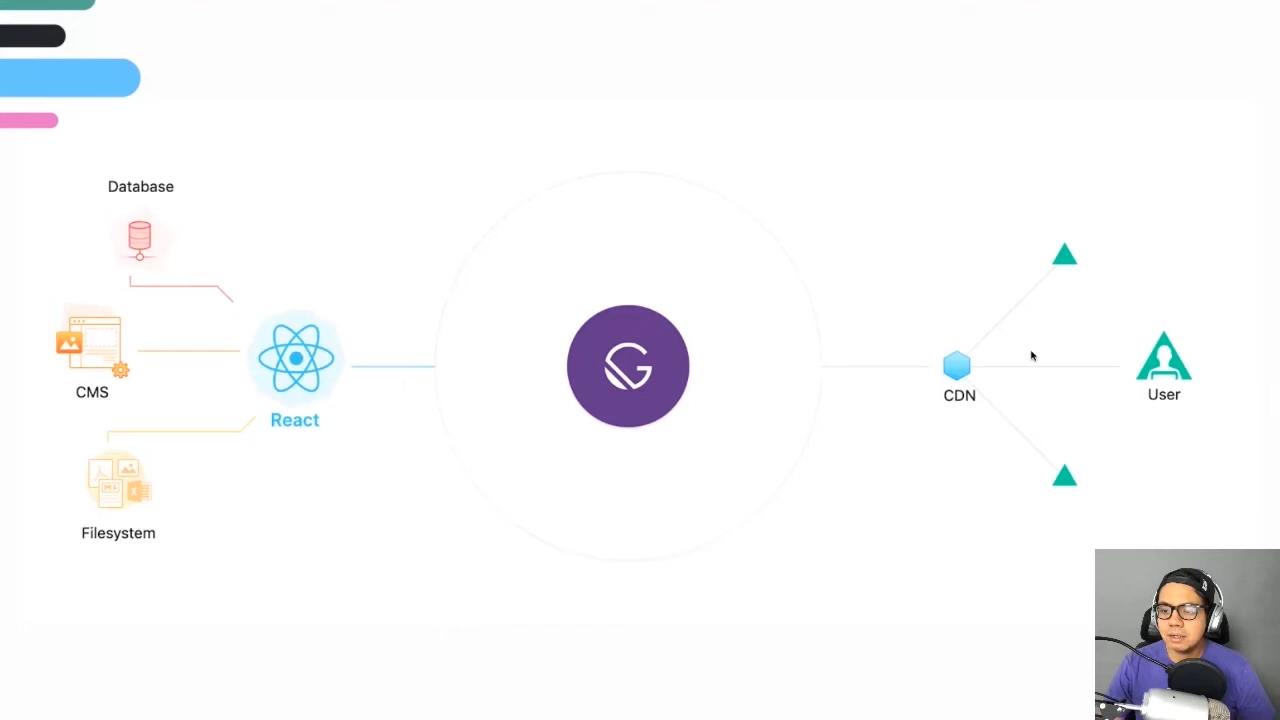 Database
CMS
React
Filesystem
CDN
User